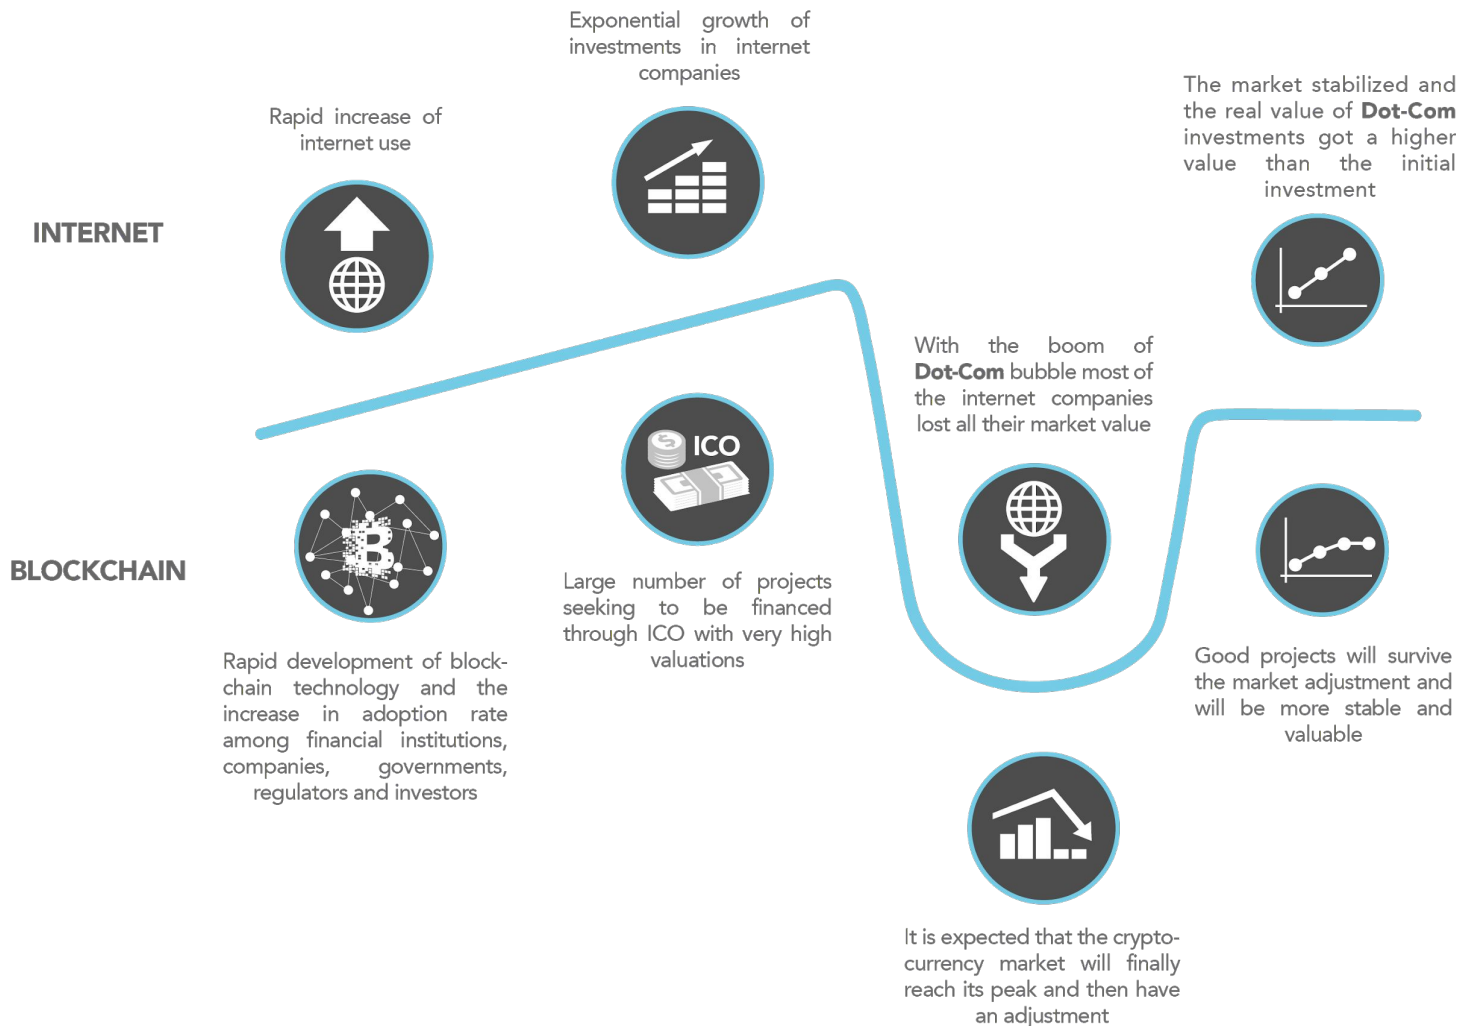 Exponential growth of
investments in internet
companies
The market stabilized and
the real value of Dot-Com
investments got a higher
value than the initial
investment
Rapid increase of
internet use
INTERNET
With the boom of
Dot-Com bubble most of
the internet companies
lost all their market value
ICO
BLOCKCHAIN
Large number of projects
seeking to be financed
through ICO with very high
valuations
Rapid development of block-
chain technology and the
increase in adoption rate
among financial institutions,
companies, governments,
regulators and investors
Good projects will survive
the market adjustment and
will be more stable and
valuable
It is expected that the crypto-
currency market will finally
reach its peak and then have
an adjustment